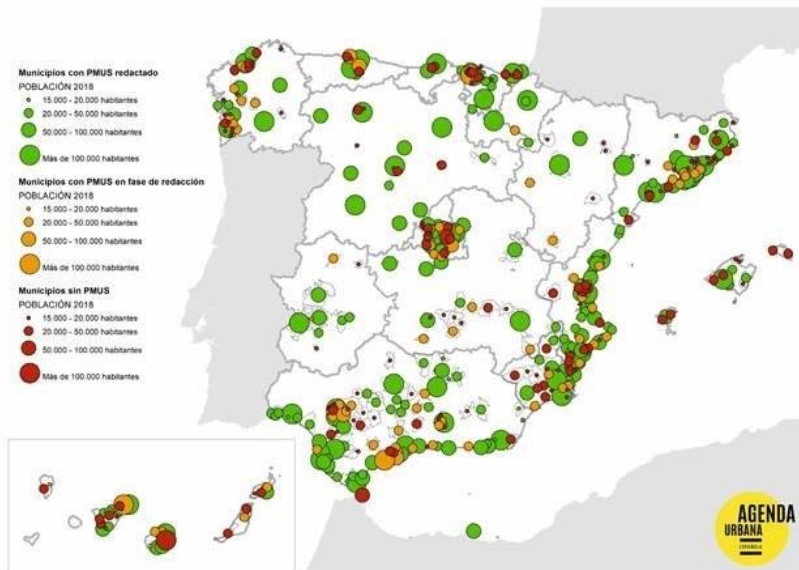 Municipios con PMUS redactado
POBLACIÓN 2018
15.000 - 20.000 habitantes
20.000 - 50.000 habitantes
50.000 - 100.000 habitantes
Más de 100.000 habitantes
Municipios con PMUS en fase de redacción
POBLACIÓN 2018
15.000 - 20.000 habitantes
20.000 - 50.000 habitantes
50.000 - 100.000 habitantes
Más de 100.000 habitantes
Municipios sin PMUS
POBLACIÓN 2018
15.000 - 20.000 habitantes
20.000 - 50.000 habitantes
50.000 - 100.000 habitantes
Más de 100.000 habitantes
AGENDA
URBANA
ESPAÑOLA